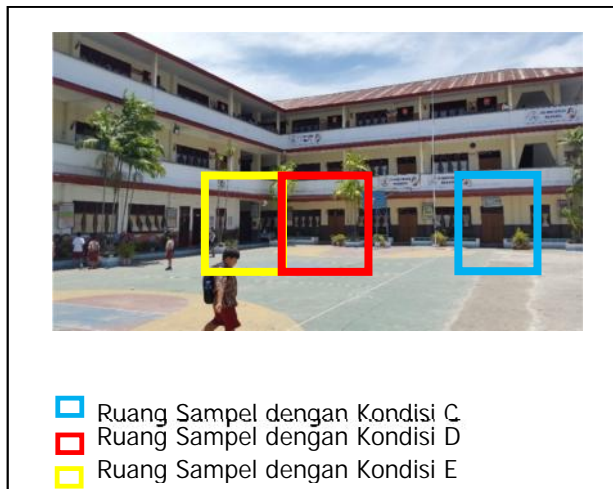 Ruang Sampel dengan Kondisi C
Ruang Sampel dengan Kondisi D
Ruang Sampel dengan Kondisi E